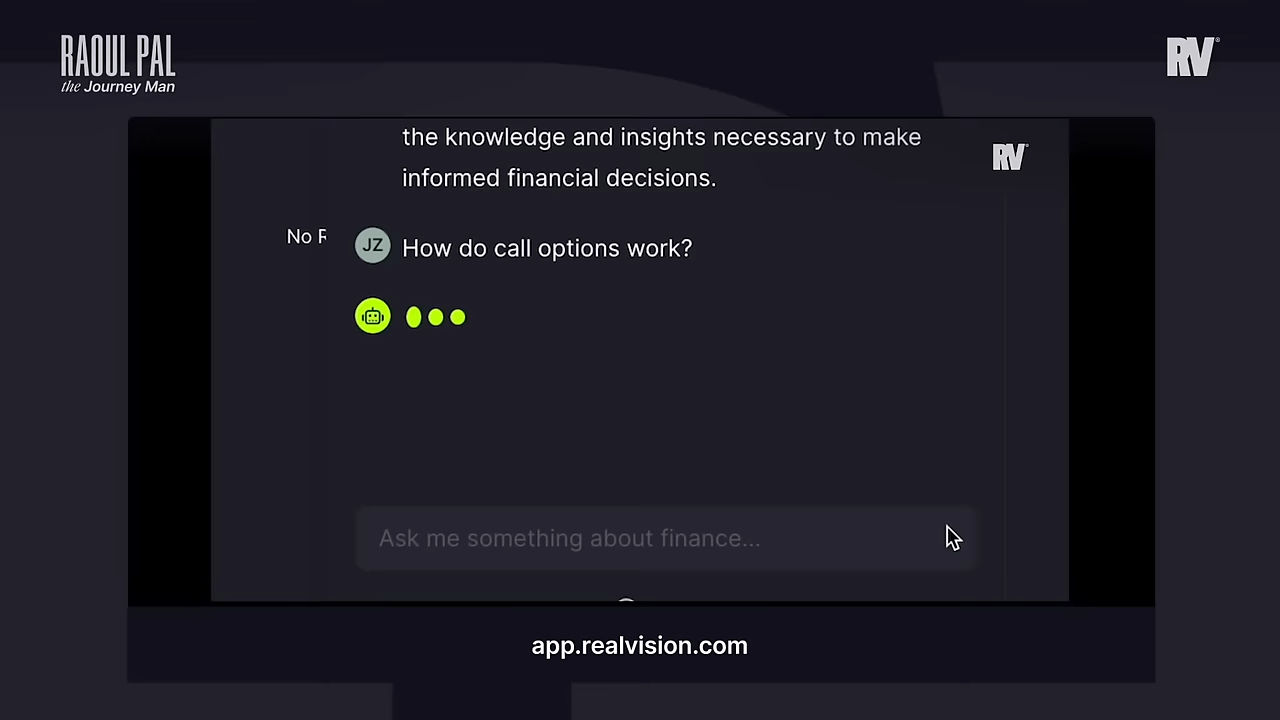 RAOUL PAL
the Journey Man
RV
the knowledge and insights necessary to make
informed financial decisions.
RV
No
JZ
How do call options work?
Ask me something about finance...
app.realvision.com